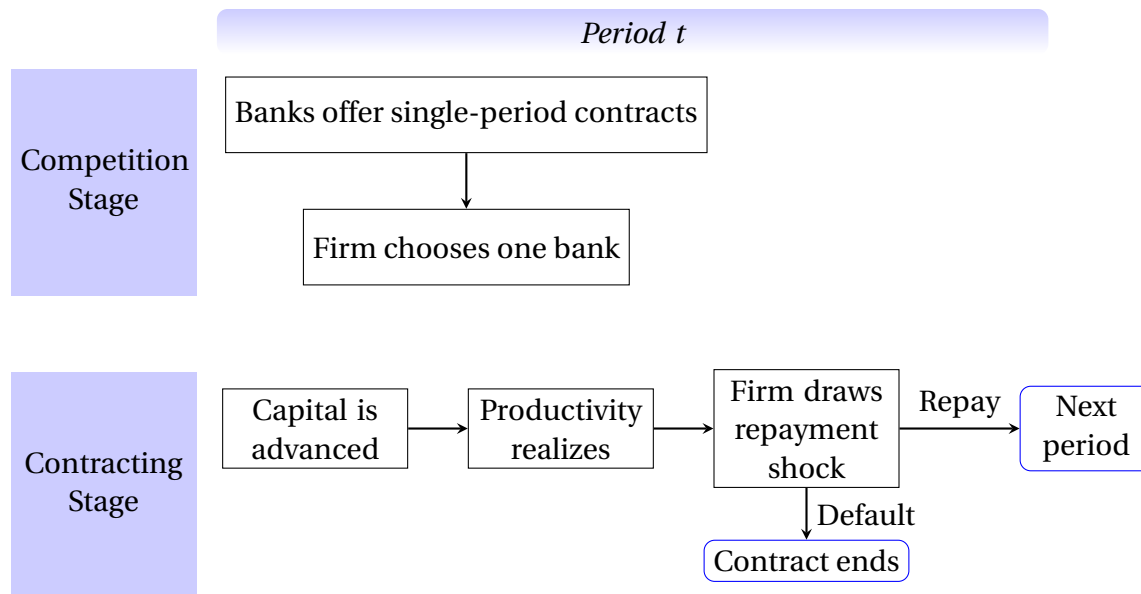 Period t
Competition
Stage
Banks offer single-period contracts
Firm chooses one bank
Contracting
Stage
Capital is
advanced
Productivity
realizes
Firm draws
repayment
shock
Repay
Next
period
Default
Contract ends